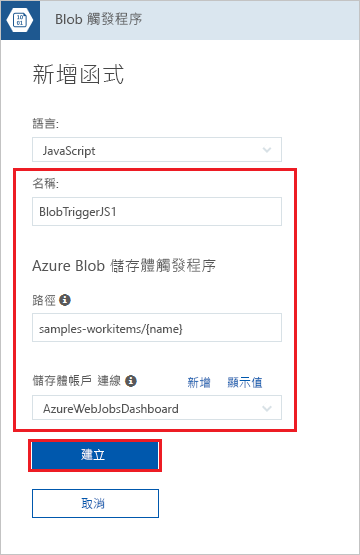 10
01
Blob 觸發程序
新增函式
語言:
JavaScript
名稱:
BlobTriggerJS1
Azure Blob 儲存體觸發程序
路徑
samples-workitems/{name}
儲存體帳戶 連線 新增 顯示值
AzureWebJobsDashboard
建立
取消